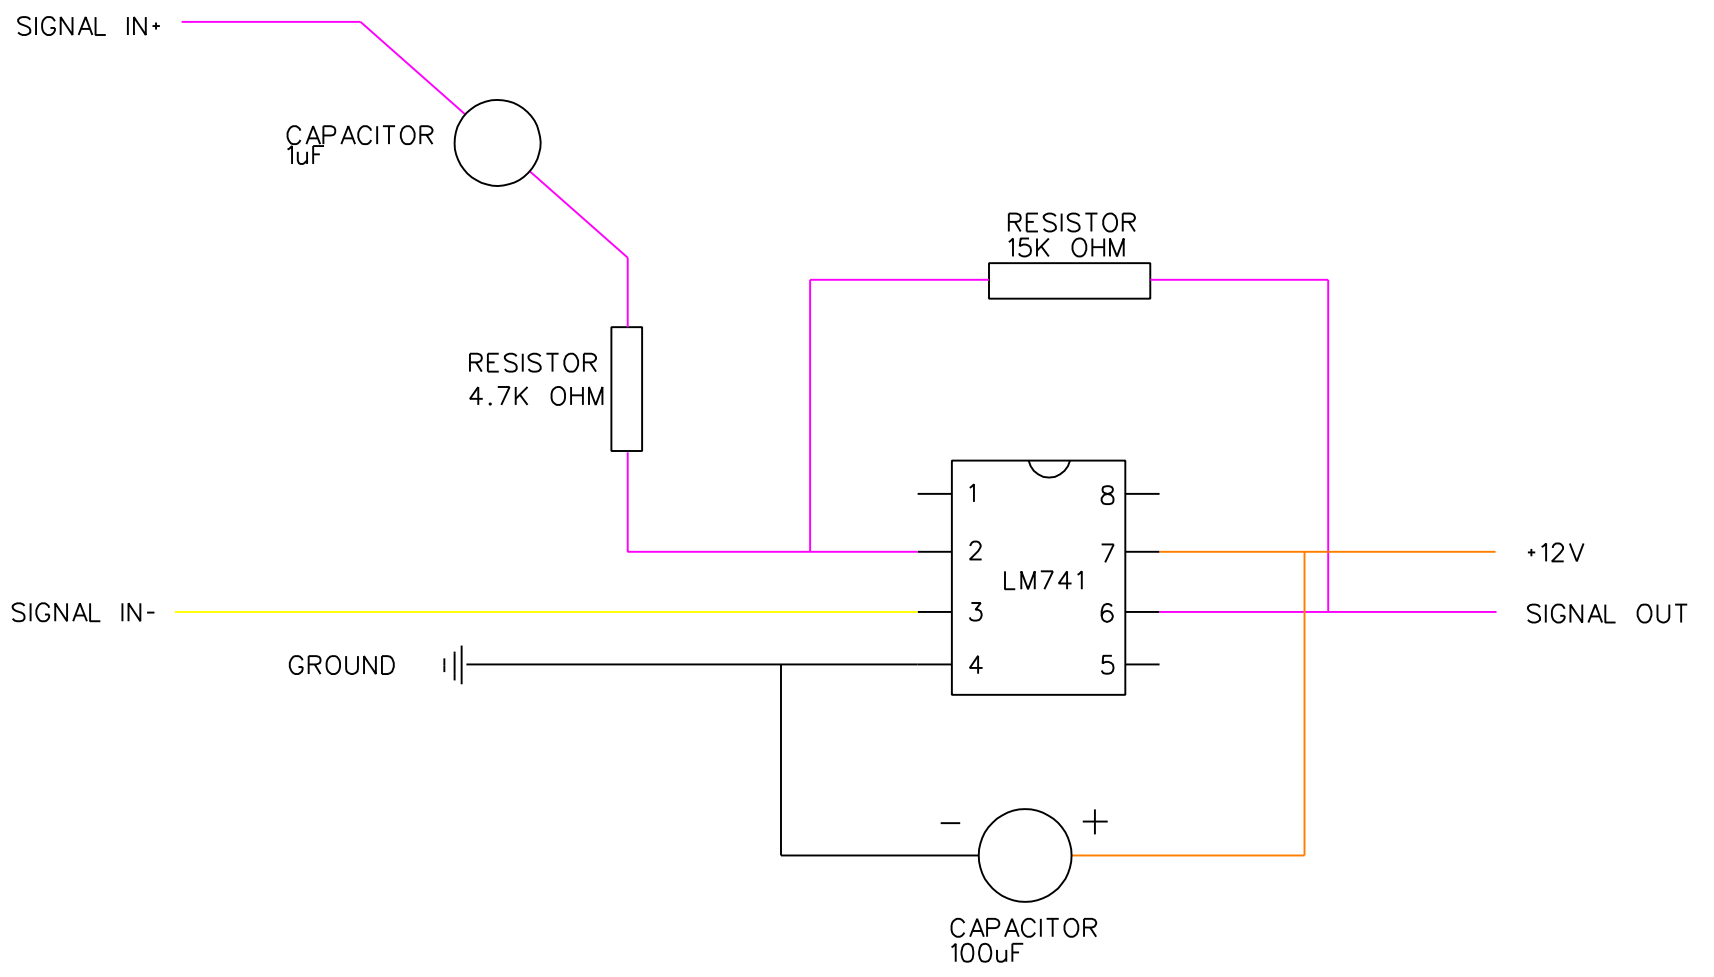 SIGNAL IN+
CAPACITOR
1uF
RESISTOR
15K OHM
RESISTOR
4.7K OHM
1
8
2
7
+12V
LM741
SIGNAL IN-
3
6
SIGNAL OUT
GROUND
4
5
- +
CAPACITOR
100uF